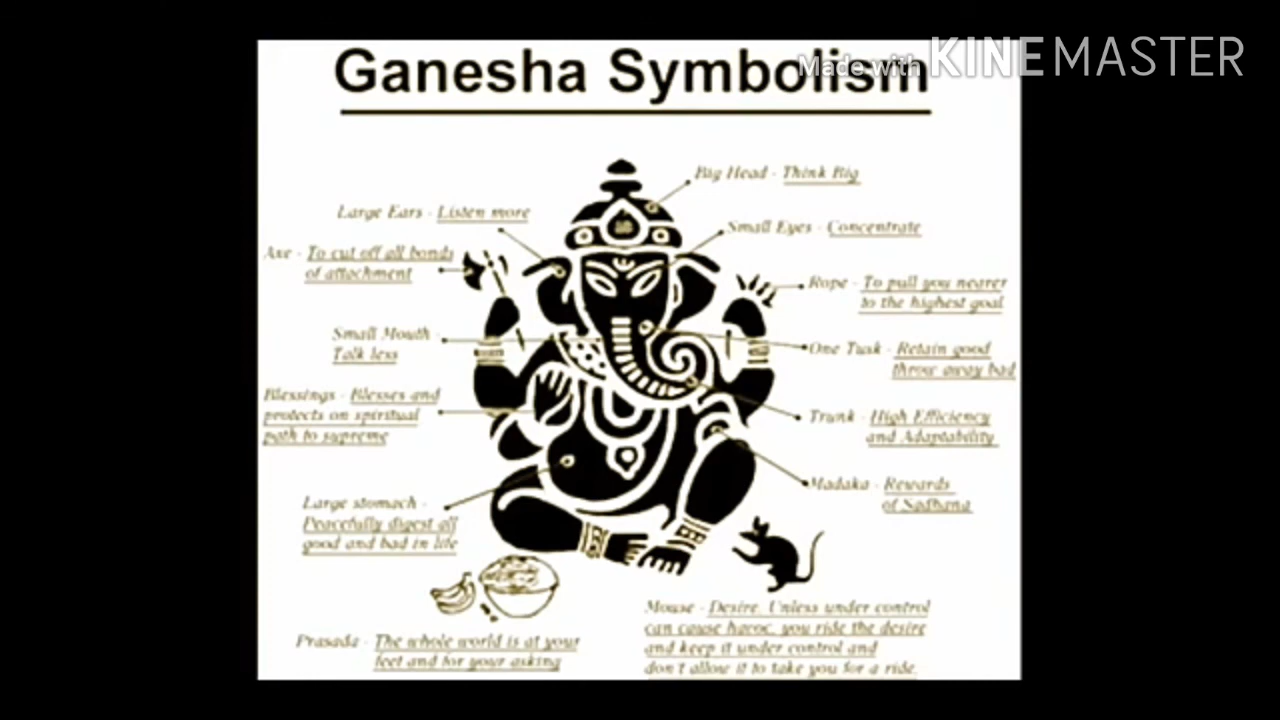 Ganesha Symbolism
Made with KINEMASTER
Big Head - Think Big
Large Ears - Listen more
Small Eyes - Concentrate
Axe - To cut off all bonds
of attachment
Rope - To pull you nearer
to the highest goal
Small Mouth -
Talk less
One Tusk - Retain good
throw away bad
Blessings - Blesses and
protects on spiritual
path to supreme
Trunk - High Efficiency
and Adaptability
Madaka - Rewards
of Sadhana
Large stomach -
Peacefully digest all
good and bad in life
Mouse - Desire. Unless under control
can cause havoc. you ride the desire
and keep it under control and
don't allow it to take you for a ride.
Prasada - The whole world is at your
feet and for your asking